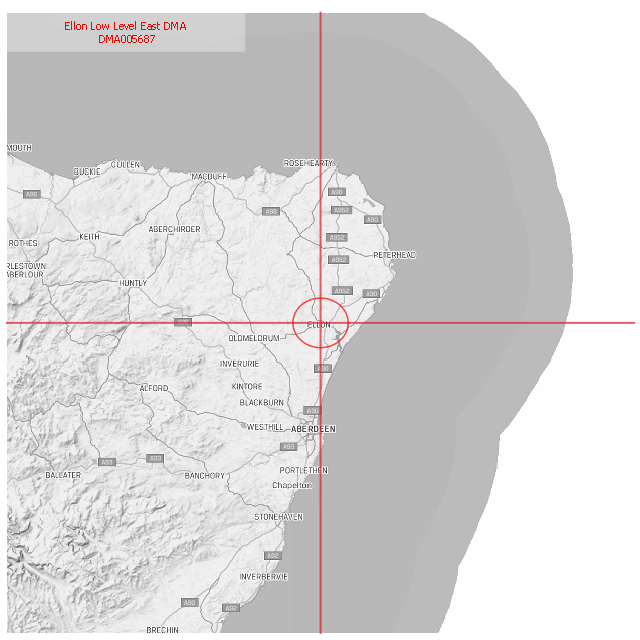 Ellon Low Level East DMA
DMA005687
MOUTH
CULLEN
BUCKIE
ROSEHEARTY
MACDUFF
A96
A90
A98
A952
A90
ABERCHIRDER
KEITH
A952
ROTHES
PETERHEAD
A952
RLESTOWN
ABERLOUR
HUNTLY
A952
A90
ELLON
OLDMELDRUM
INVERURIE
A90
ALFORD
KINTORE
BLACKBURN
A90
WESTHILL
ABERDEEN
A93
A93
A93
BALLATER
BANCHORY
PORTLETHEN
Chapelton
STONEHAVEN
A92
INVERBERVIE
A90
A92
BRECHIN